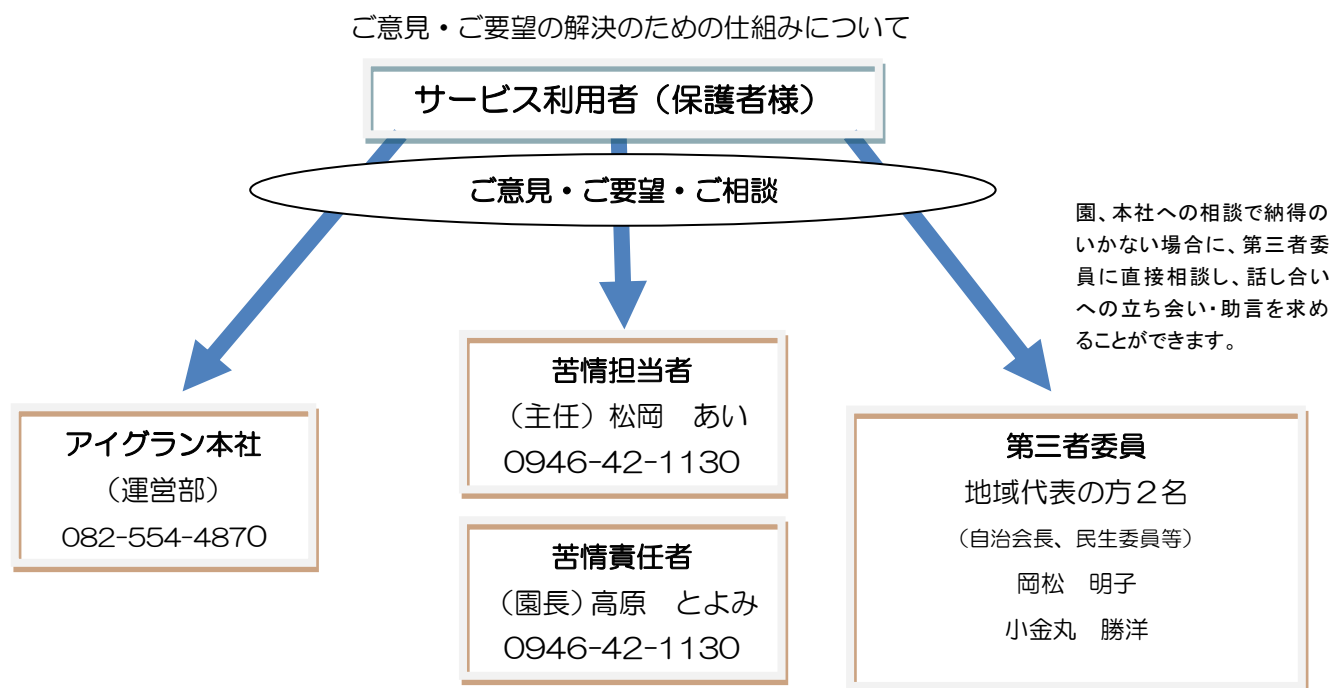 ご意見・ご要望の解決のための仕組みについて
サービス利用者（保護者様）
ご意見・ご要望・ご相談
園、本社への相談で納得の
いかない場合に、第三者委
員に直接相談し、話し合い
への立ち会い・助言を求め
ることができます。
アイグラン本社
（運営部）
082-554-4870
苦情担当者
（主任）松岡　あい
0946-42-1130
苦情責任者
（園長）高原　とよみ
0946-42-1130
第三者委員
地域代表の方２名
（自治会長、民生委員等）
岡松　明子
小金丸　勝洋